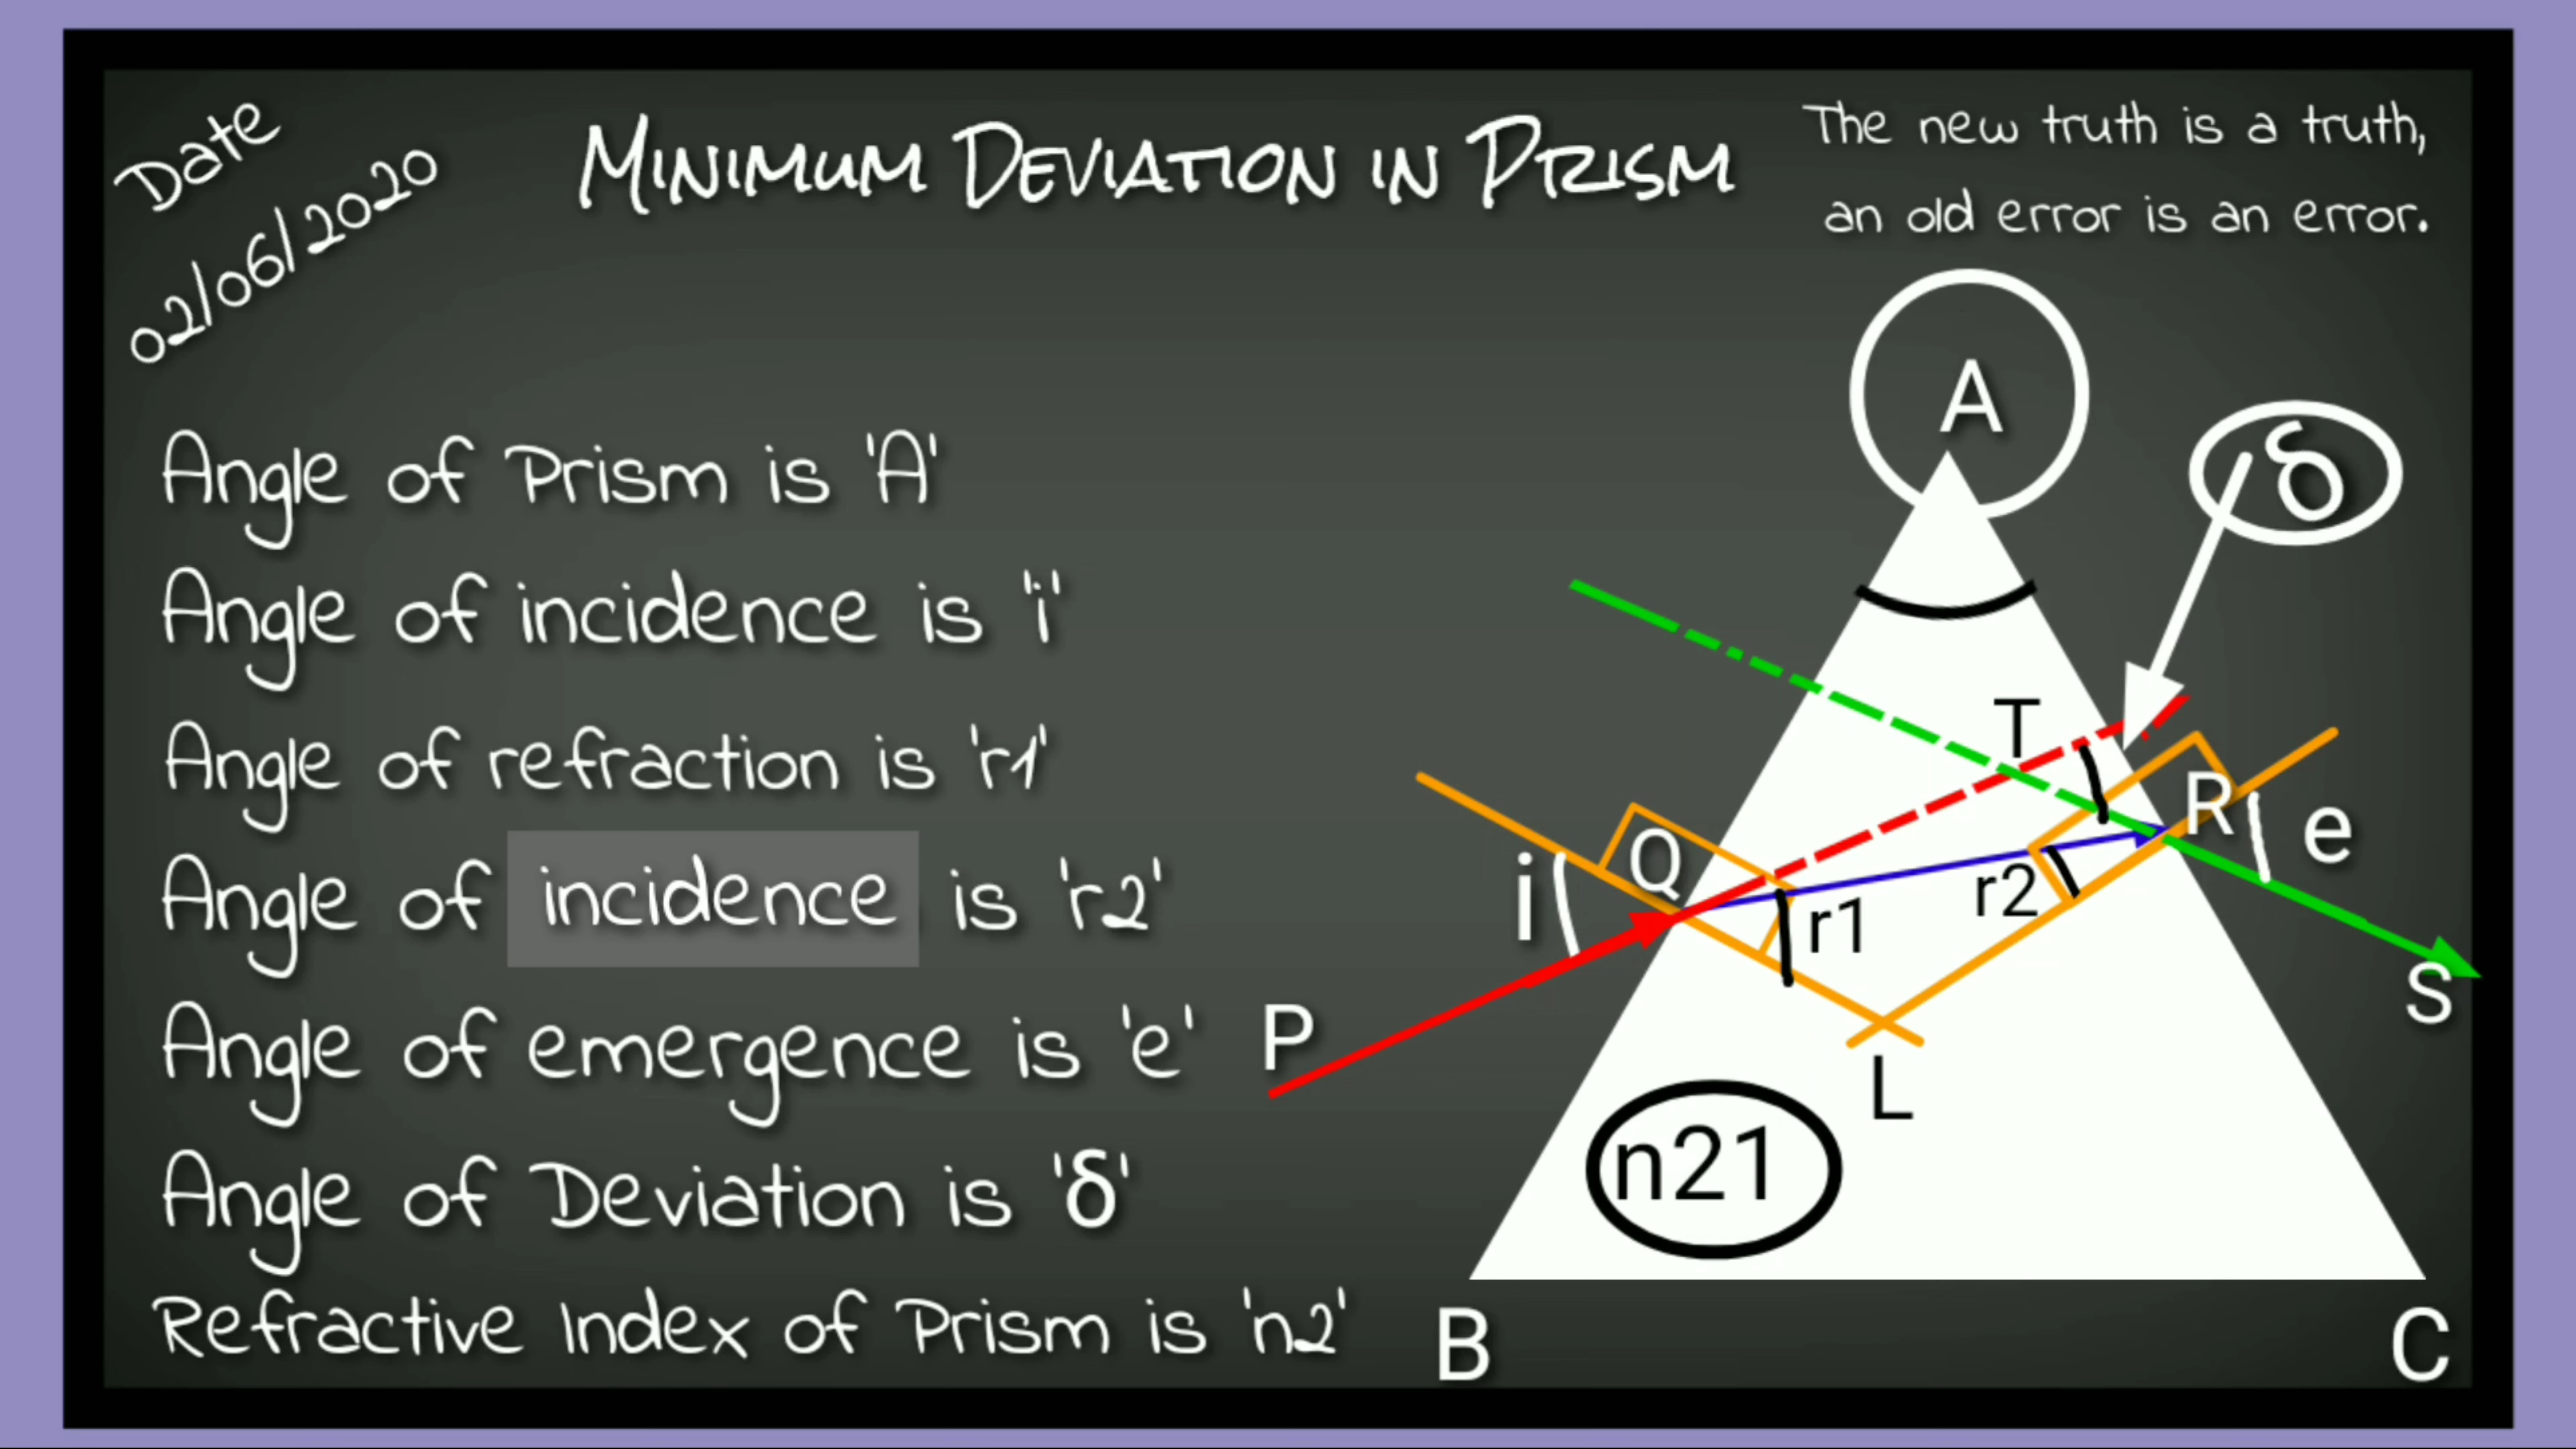 Date
02/06/2020
Minimum Deviation in Prism
The new truth is a truth,
an old error is an error.
Angle of Prism is 'A'
Angle of incidence is 'i'
Angle of refraction is 'r1'
Angle of incidence is 'r2'
Angle of emergence is 'e'
Angle of Deviation is 'δ'
Refractive Index of Prism is 'n2'
A
δ
T
Q
R
i
e
r1
r2
P
S
L
n21
B
C